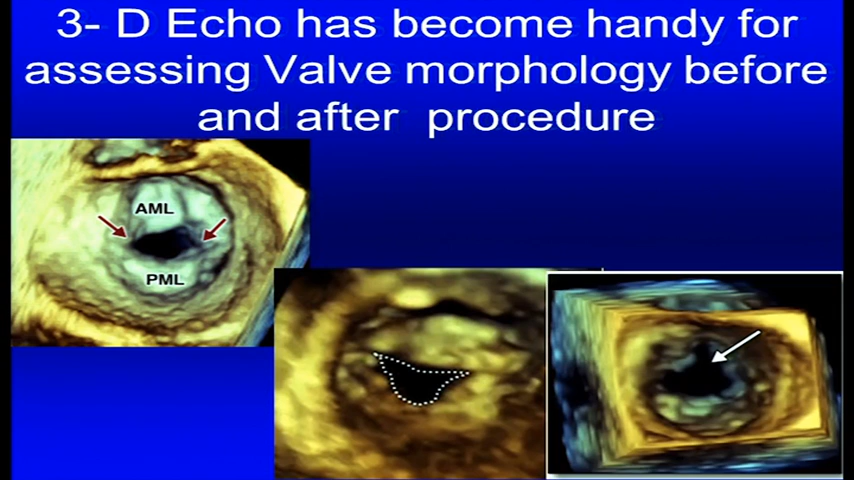 3- D Echo has become handy for
assessing Valve morphology before
and after procedure
AML
PML